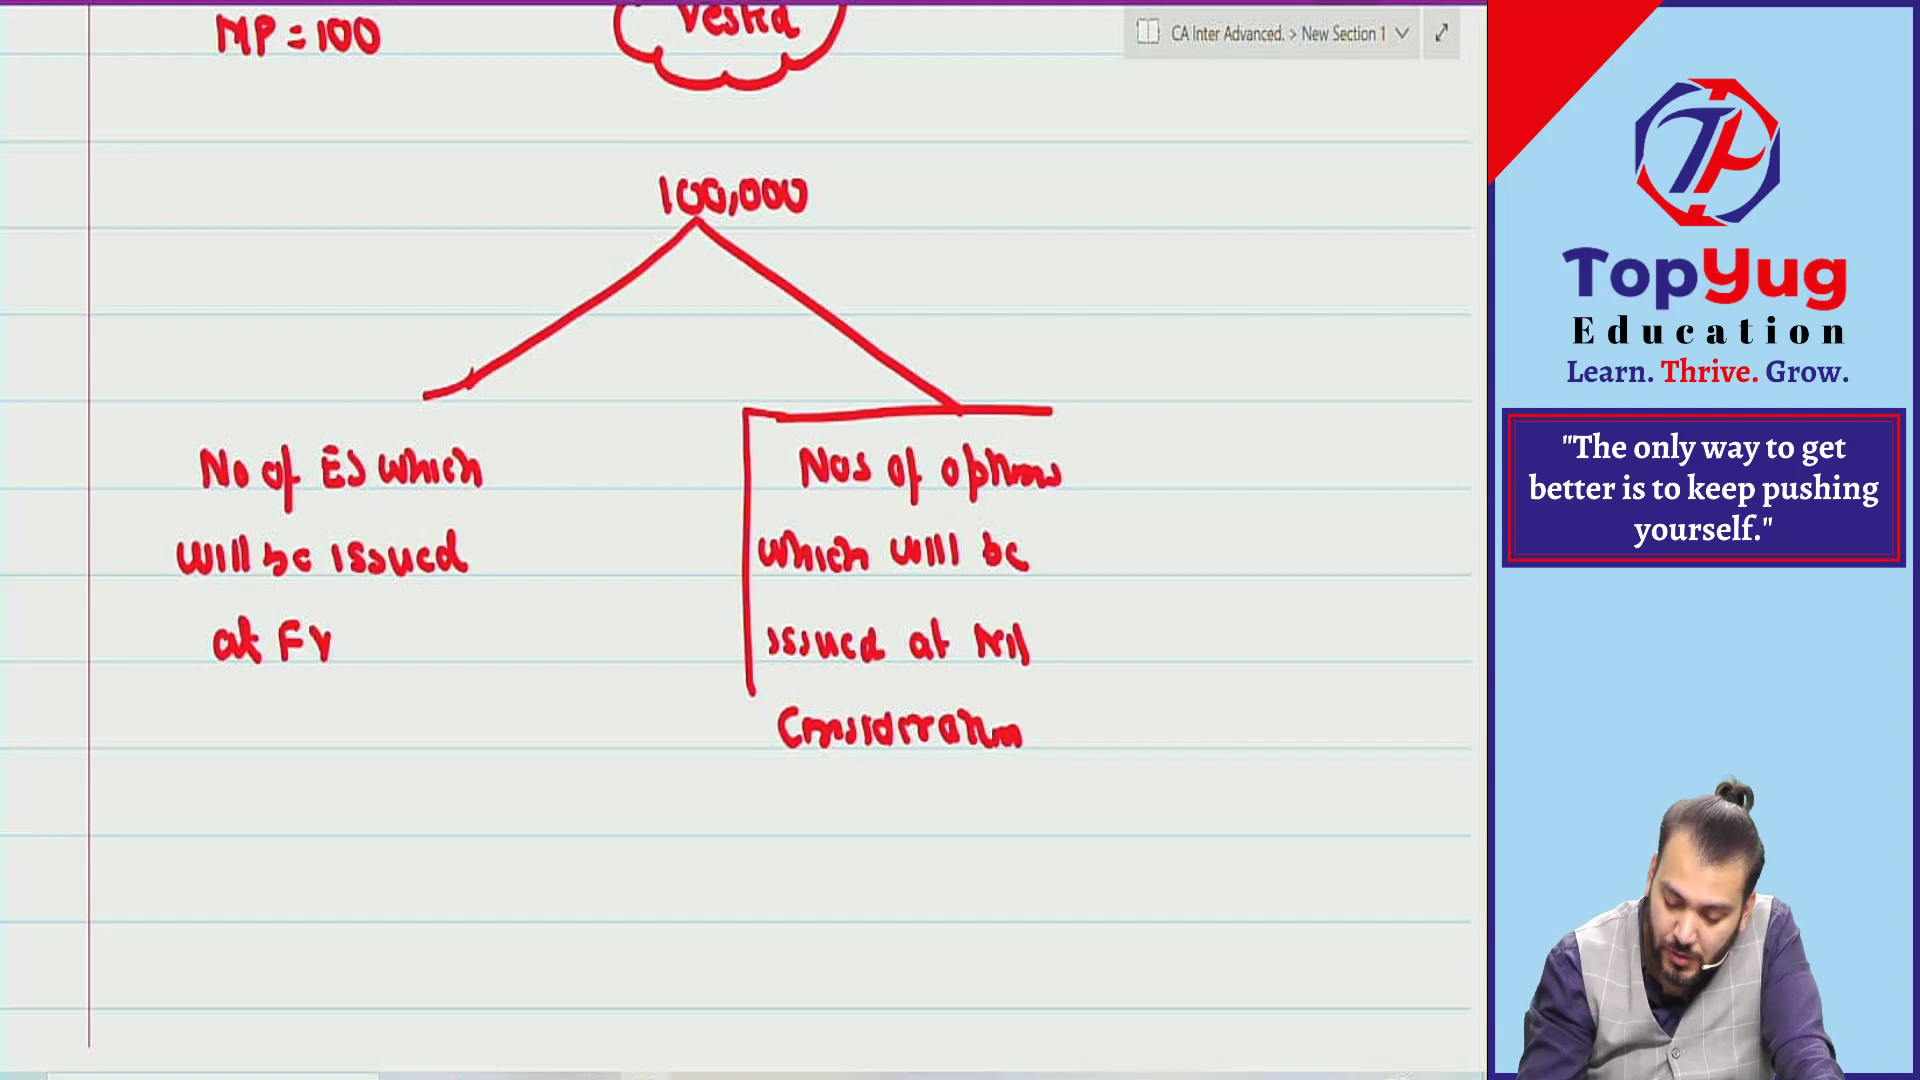 MP = 100
Vested
CA Inter Advanced. > New Section 1
100,000
No of ES which
will be issued
at FV
Nos of options
which will be
issued at Nil
Consideration
TopYug
Education
Learn. Thrive. Grow.
"The only way to get
better is to keep pushing
yourself."